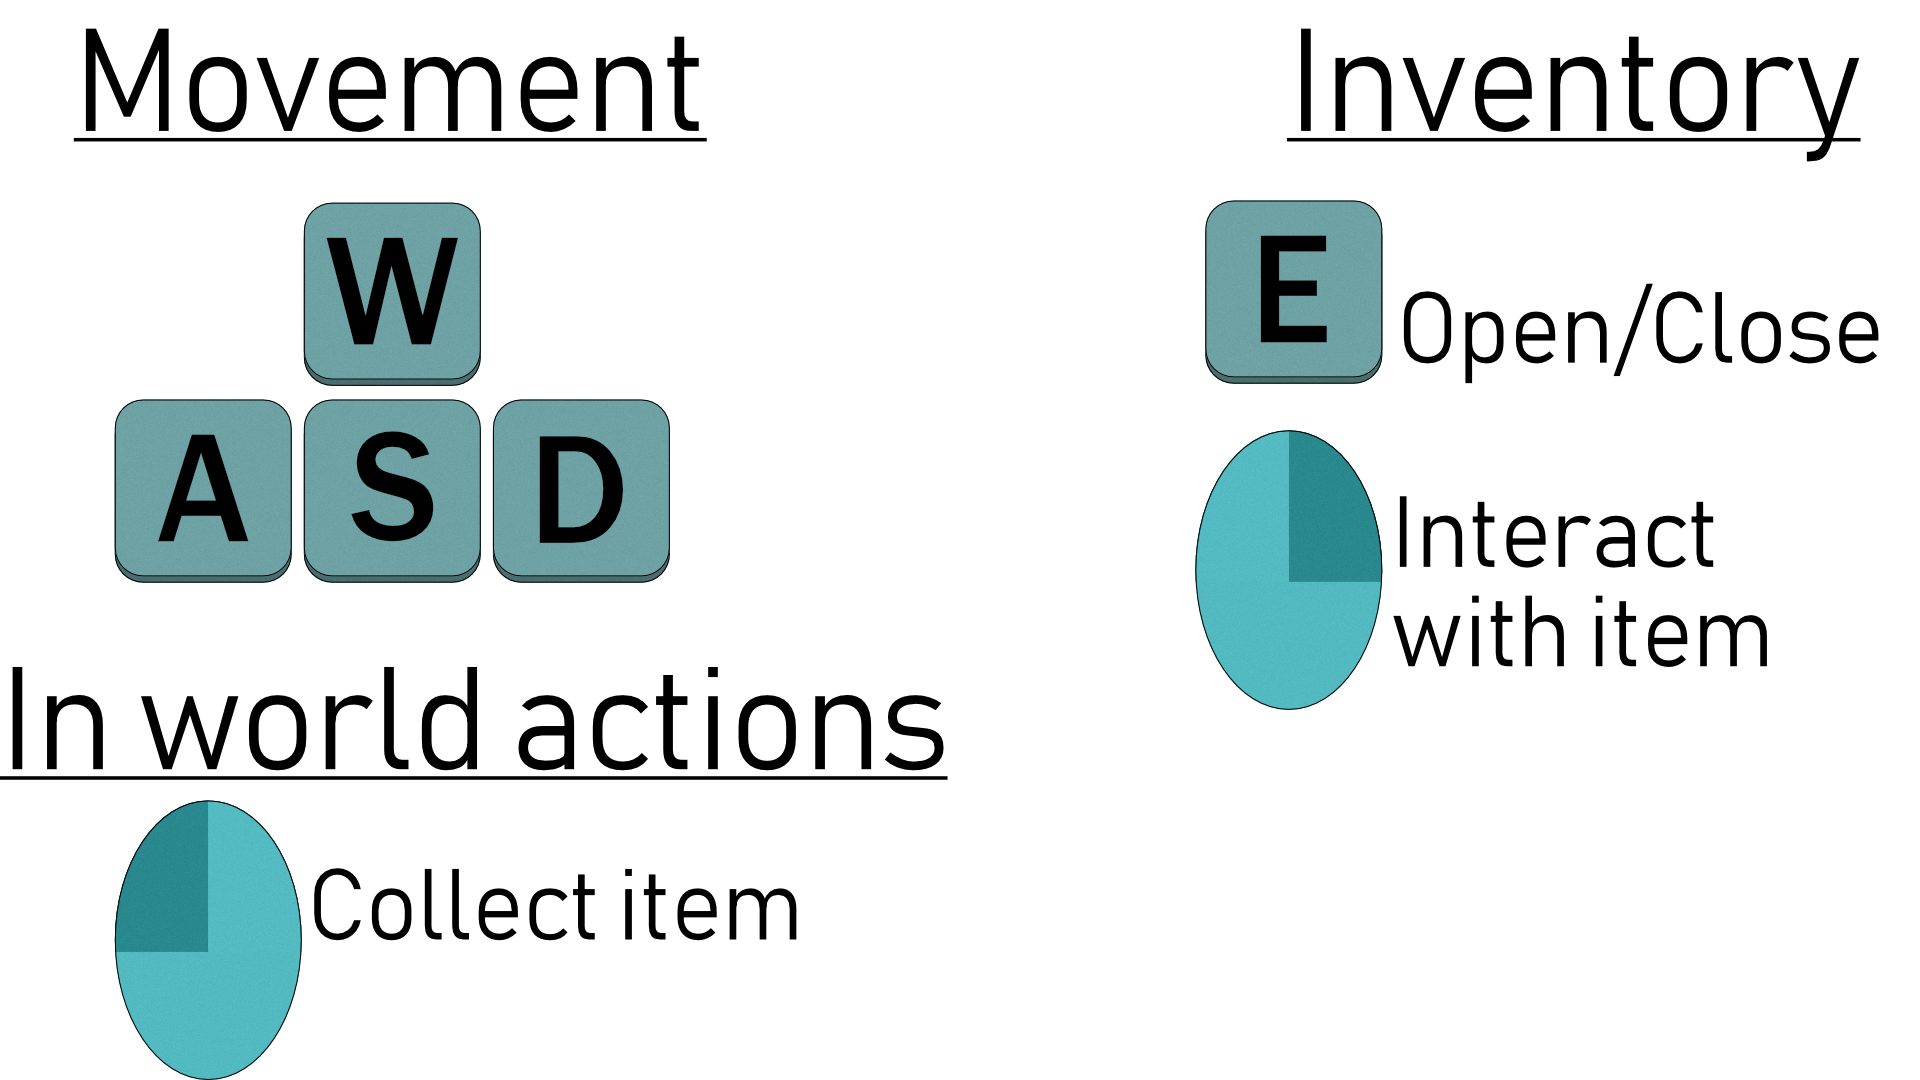 Movement
W
A S D
In world actions
Collect item
Inventory
E Open/Close
Interact
with item